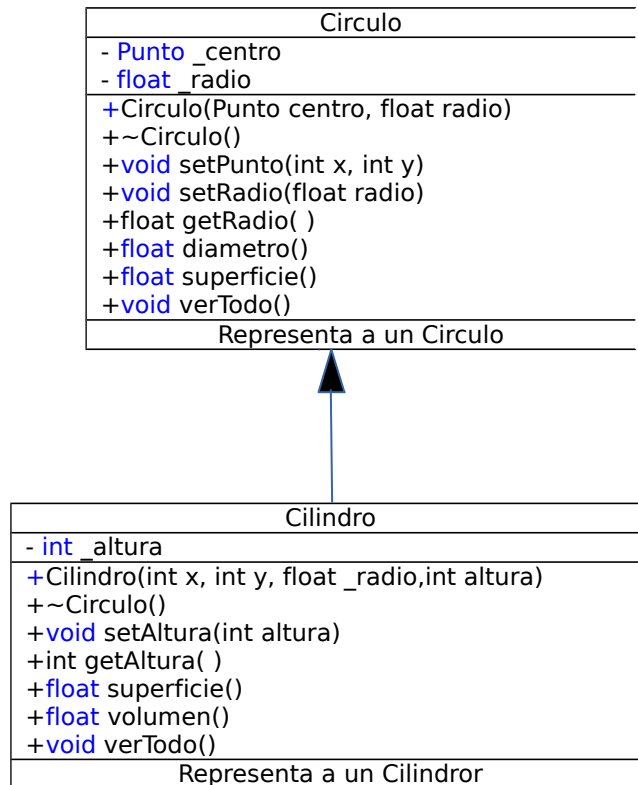 Circulo
- Punto _centro
- float _radio
+Circulo(Punto centro, float radio)
+~Circulo()
+void setPunto(int x, int y)
+void setRadio(float radio)
+float getRadio( )
+float diametro()
+float superficie()
+void verTodo()
Representa a un Circulo
Cilindro
- int _altura
+Cilindro(int x, int y, float _radio,int altura)
+~Circulo()
+void setAltura(int altura)
+int getAltura( )
+float superficie()
+float volumen()
+void verTodo()
Representa a un Cilindror